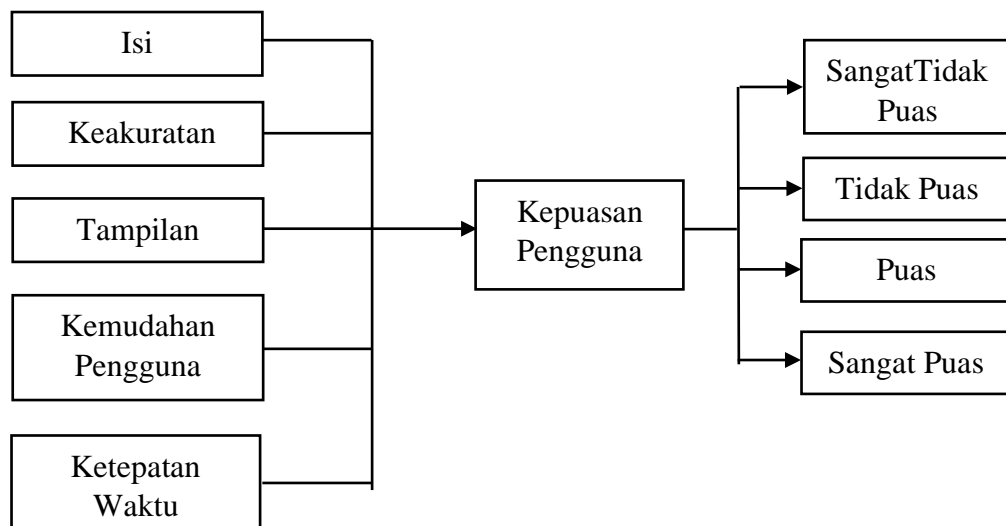 Isi
Keakuratan
Tampilan
Kemudahan
Pengguna
Ketepatan
Waktu
Kepuasan
Pengguna
SangatTidak
Puas
Tidak Puas
Puas
Sangat Puas